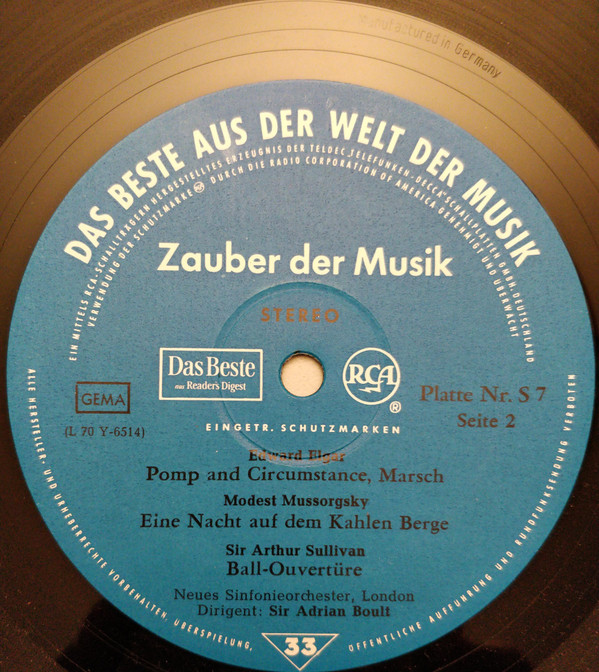 Manufactured in Germany
DAS BESTE AUS DER WELT DER MUSIK
EIN MITTELS RCA-SCHALLTRÄGERN HERGESTELLTES ERZEUGNIS DER TELDEC „TELEFUNKEN-DECCA“ SCHALLPLATTEN GMBH · DEUTSCHLAND
VERWENDUNG DER SCHUTZMARKE RCA DURCH DIE RADIO CORPORATION OF AMERICA GENEHMIGT UND ÜBERWACHT
Zauber der Musik
STEREO
Das Beste
aus Reader's Digest
RCA
®
GEMA
(L 70 Y-6514)
Platte Nr. S 7
Seite 2
EINGETR. SCHUTZMARKEN
Edward Elgar
Pomp and Circumstance, Marsch
Modest Mussorgsky
Eine Nacht auf dem Kahlen Berge
Sir Arthur Sullivan
Ball-Ouvertüre
Neues Sinfonieorchester, London
Dirigent: Sir Adrian Boult
33
ALLE HERSTELLER- UND URHEBERRECHTE VORBEHALTEN, ÜBERSPIELUNG, ÖFFENTLICHE AUFFÜHRUNG UND RUNDFUNKSENDUNG VERBOTEN